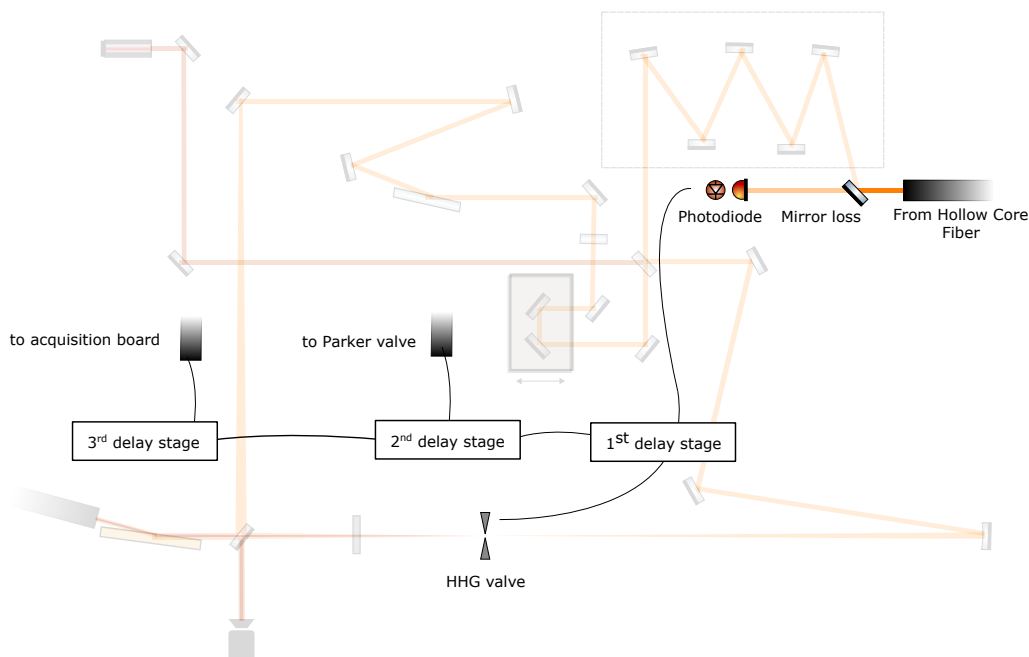 Photodiode
Mirror loss
From Hollow Core
Fiber
to acquisition board
to Parker valve
3rd delay stage
2nd delay stage
1st delay stage
HHG valve